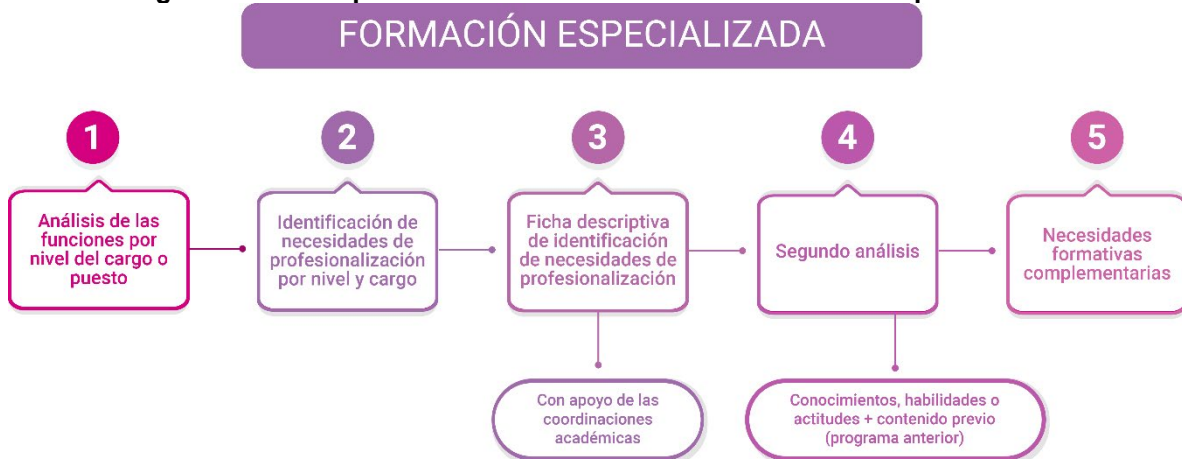 FORMACIÓN ESPECIALIZADA
1
Análisis de las
funciones por
nivel del cargo o
puesto
2
Identificación de
necesidades de
profesionalización
por nivel y cargo
3
Ficha descriptiva
de identificación
de necesidades de
profesionalización
Con apoyo de las
coordinaciones
académicas
4
Segundo análisis
Conocimientos, habilidades o
actitudes + contenido previo
(programa anterior)
5
Necesidades
formativas
complementarias